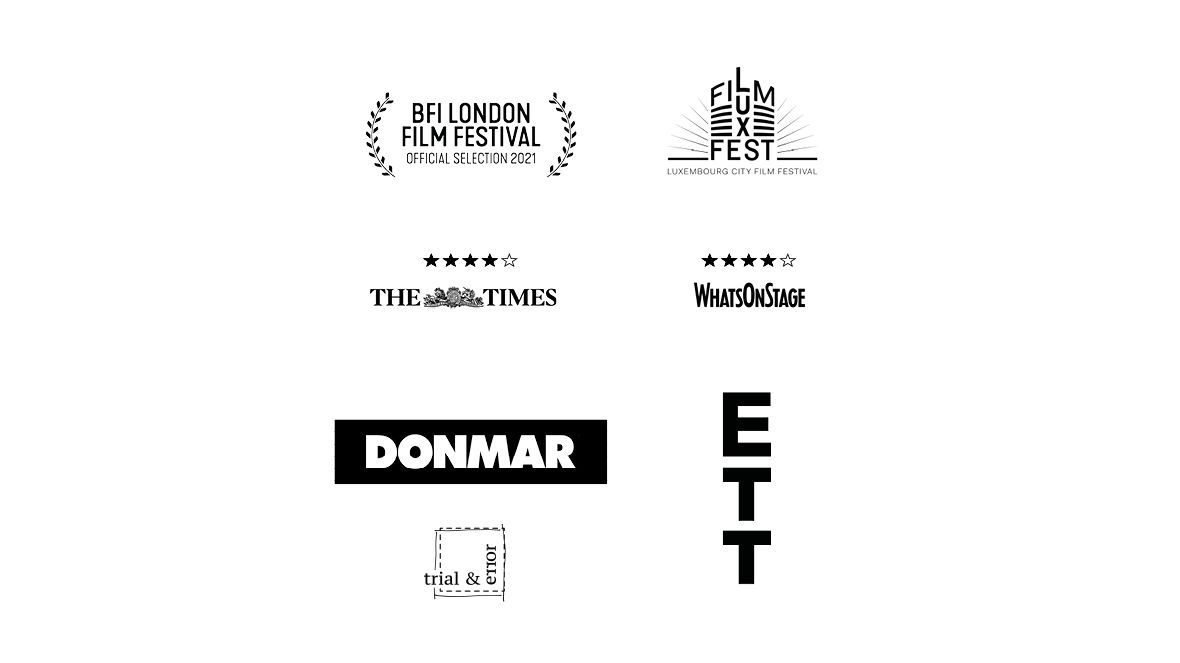 BFI LONDON
FILM FESTIVAL
OFFICIAL SELECTION 2021
FILM
LUX
FEST
LUXEMBOURG CITY FILM FESTIVAL
★★★★☆
THE TIMES
★★★★☆
WHATSONSTAGE
DONMAR
trial & error
ETT